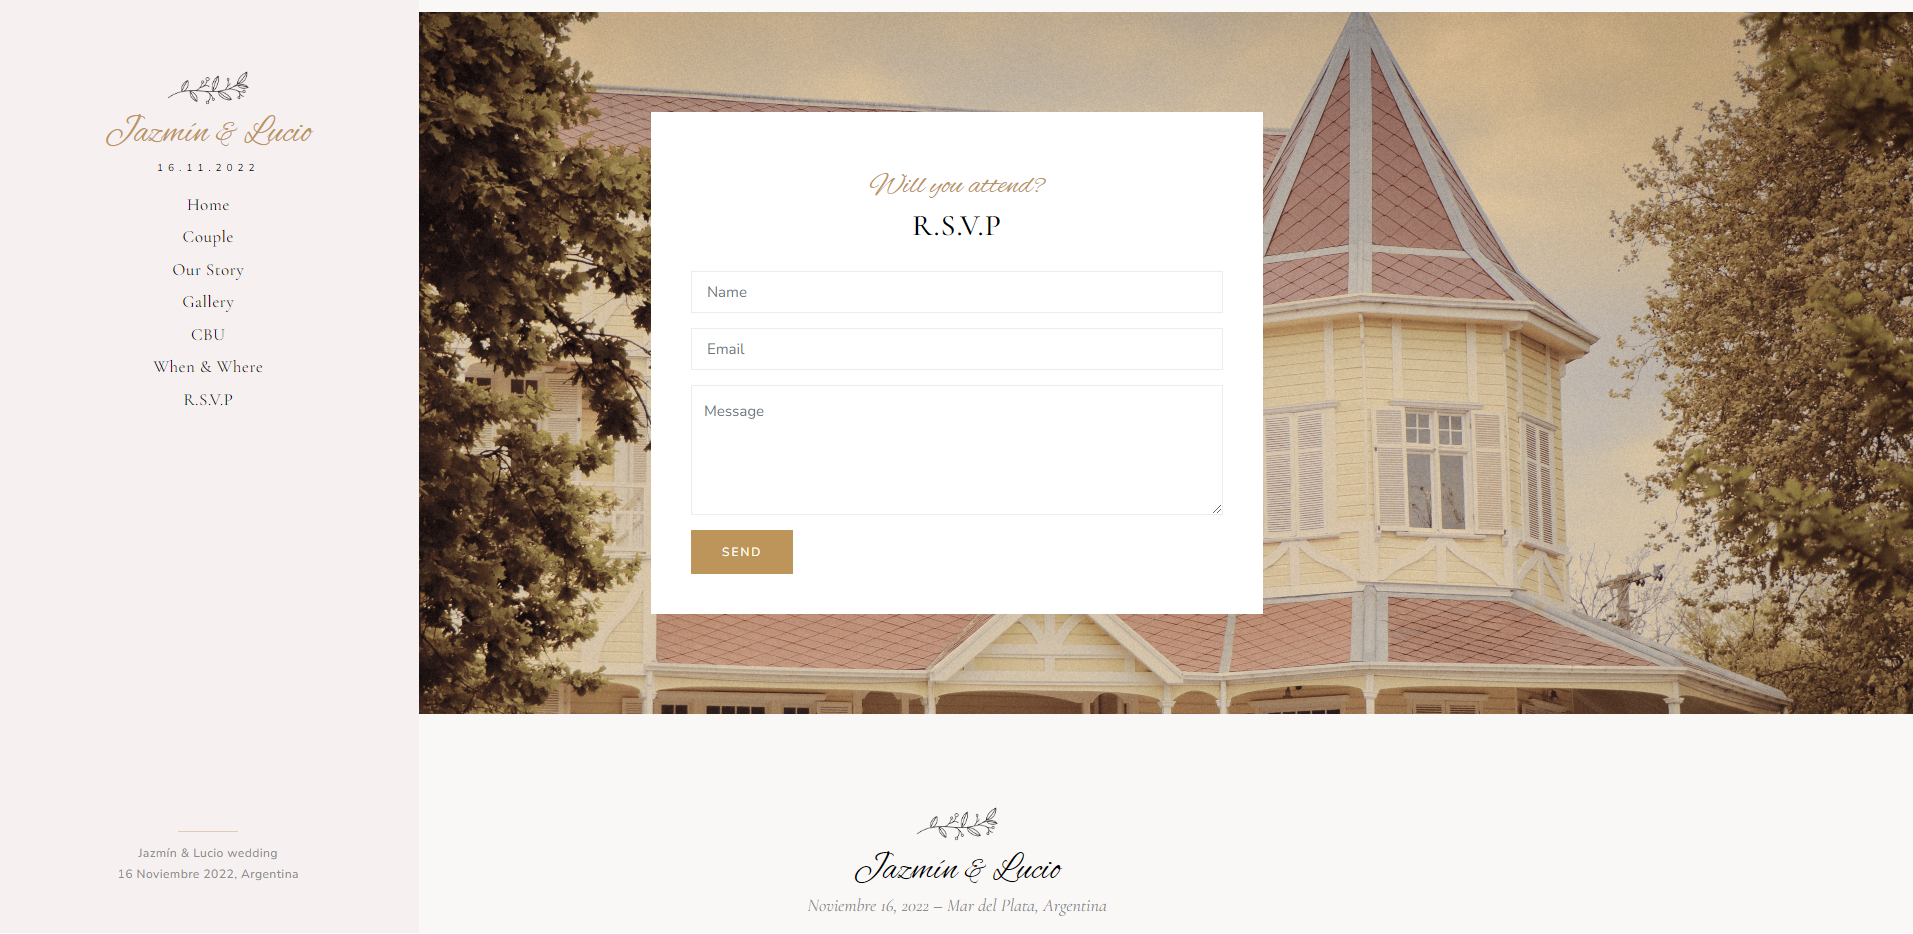 Jazmín & Lucio
16.11.2022
Home
Couple
Our Story
Gallery
CBU
When & Where
R.S.V.P
Jazmín & Lucio wedding
16 Noviembre 2022, Argentina
Will you attend?
R.S.V.P
Name
Email
Message
SEND
Jazmín & Lucio
Noviembre 16, 2022 – Mar del Plata, Argentina